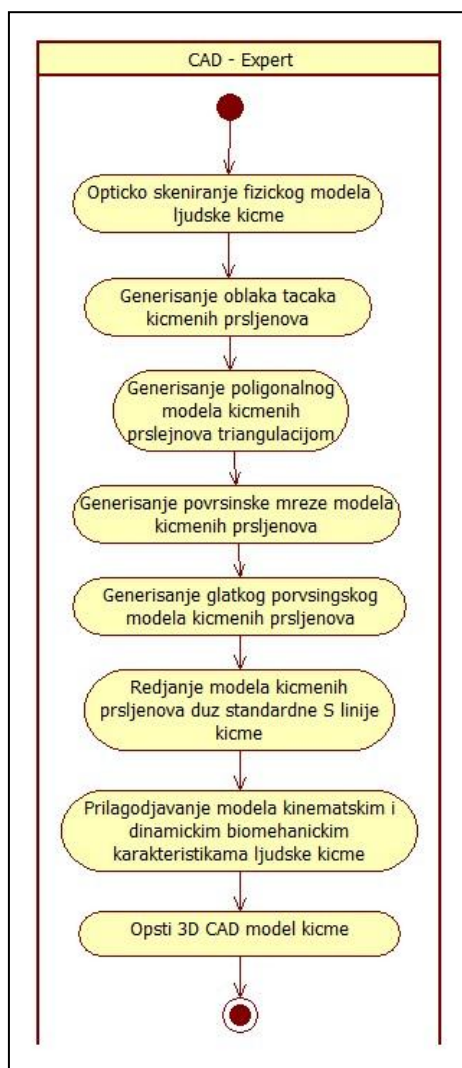 CAD - Expert
Opticko skeniranje fizickog modela
ljudske kicme
Generisanje oblaka tacaka
kicmenih prsljenova
Generisanje poligonalnog
modela kicmenih
prslejnova triangulacijom
Generisanje povrsinske mreze modela
kicmenih prsljenova
Generisanje glatkog porvsingskog
modela kicmenih prsljenova
Redjanje modela kicmenih
prsljenova duz standardne S linije
kicme
Prilagodjavanje modela kinematskim i
dinamickim biomehanickim
karakteristikama ljudske kicme
Opsti 3D CAD model kicme